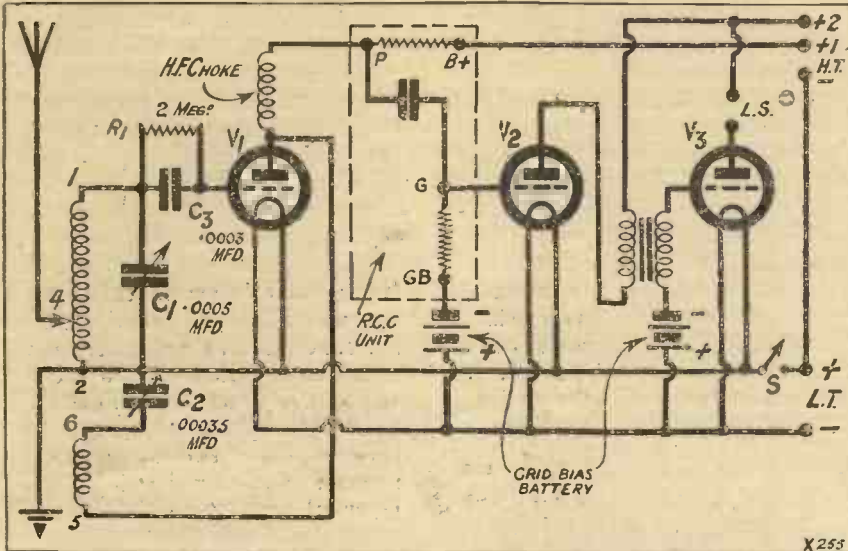 H.F. CHOKE
2 MEGS
R1
V1
1
C3
.0003
MFD.
C1 .0005
MFD.
4
2
C2
.00035
MFD
6
5
P
B+
G
GB
R.C.C
UNIT
V2
L.S.
V3
+2
+1
H.T.
-
-
+
-
+
S
+
L.T.
-
GRID BIAS
BATTERY
X255